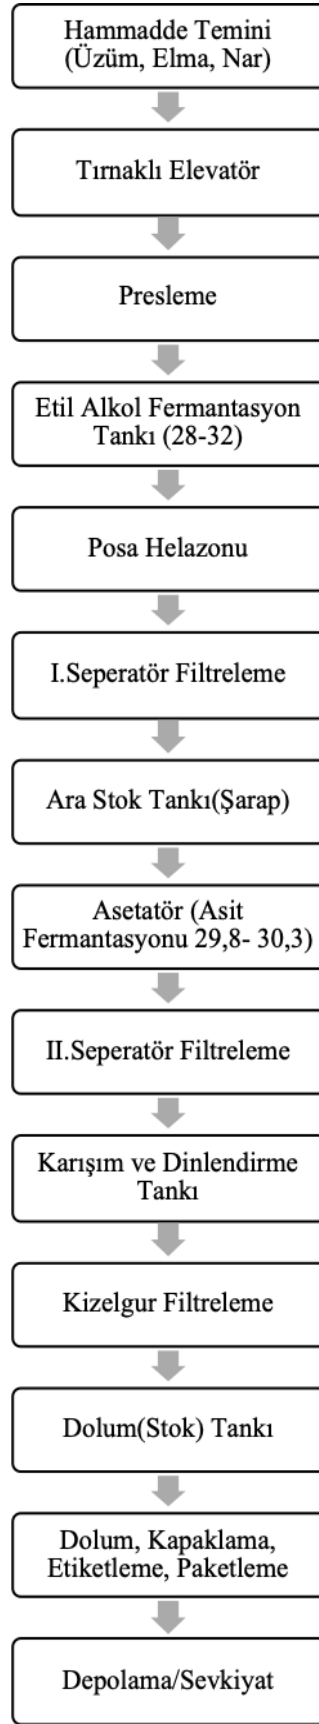 Hammadde Temini
(Üzüm, Elma, Nar)
Tırnaklı Elevatör
Presleme
Etil Alkol Fermantasyon
Tankı (28-32)
Posa Helazonu
I.Seperatör Filtreleme
Ara Stok Tankı(Şarap)
Asetatör (Asit
Fermantasyonu 29,8- 30,3)
II.Seperatör Filtreleme
Karışım ve Dinlendirme
Tankı
Kizelgur Filtreleme
Dolum(Stok) Tankı
Dolum, Kapaklama,
Etiketleme, Paketleme
Depolama/Sevkiyat